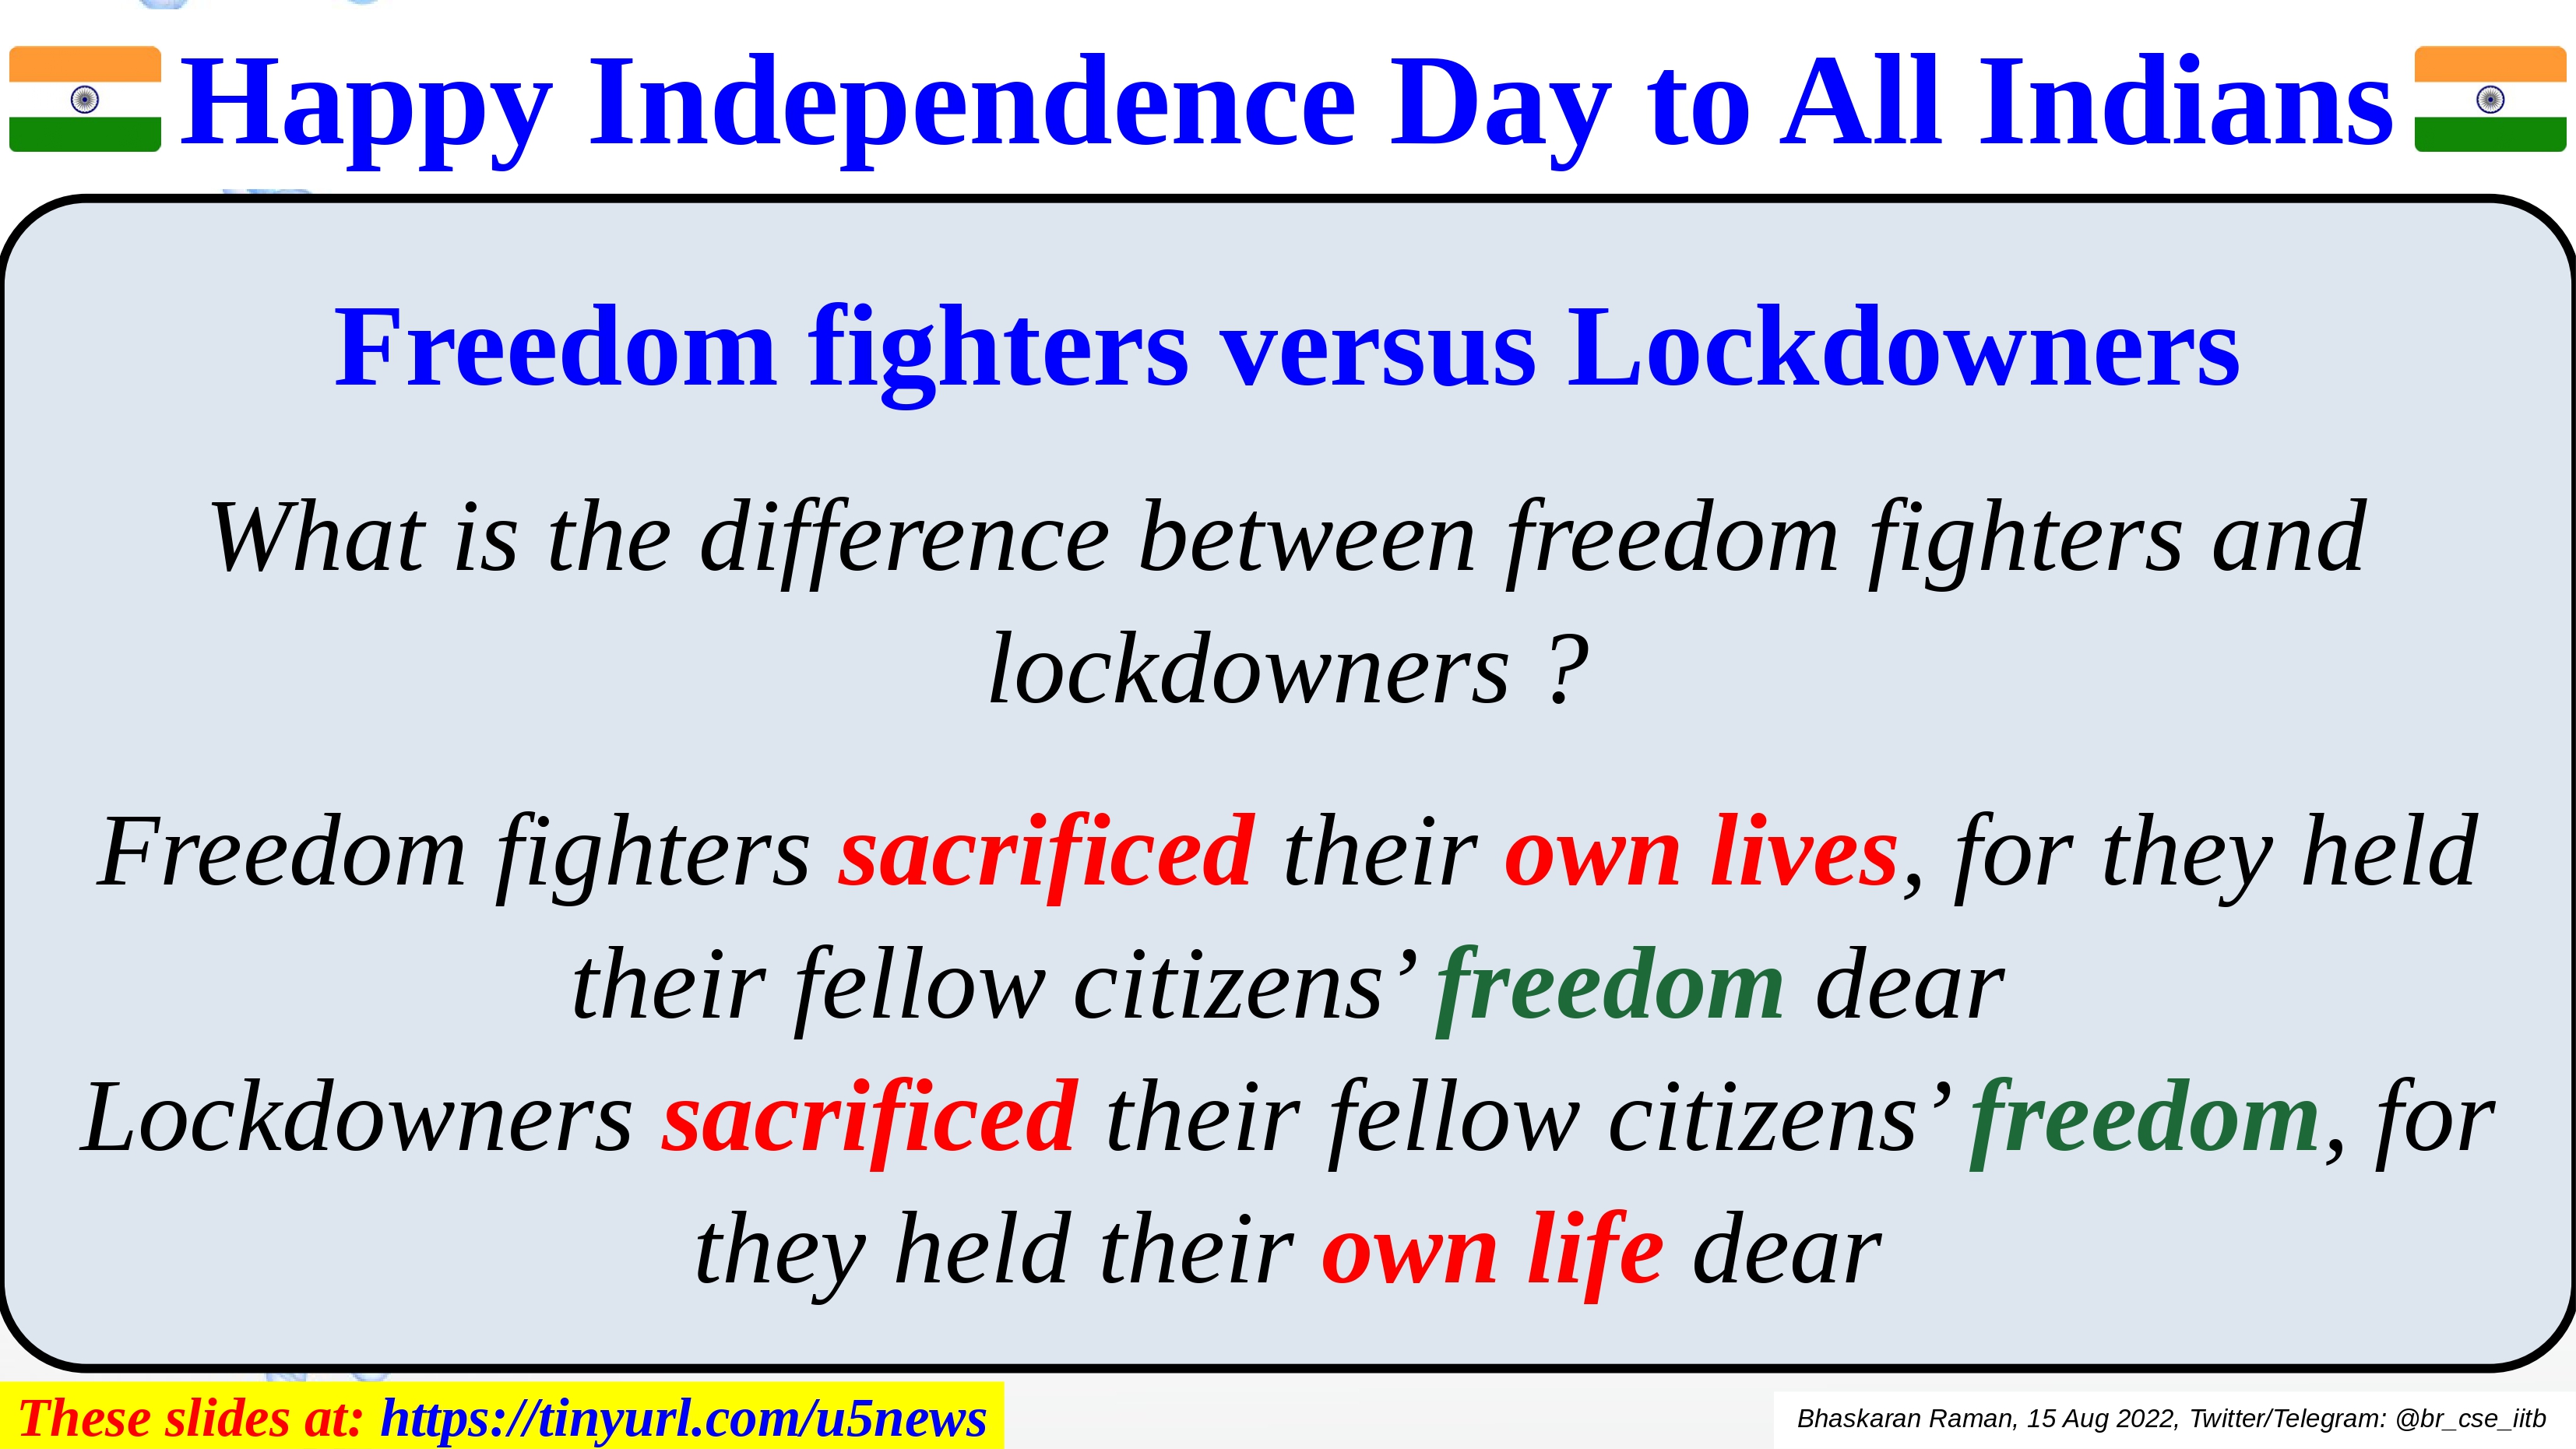 Happy Independence Day to All Indians
Freedom fighters versus Lockdowners
What is the difference between freedom fighters and
lockdowners ?
Freedom fighters sacrificed their own lives, for they held
their fellow citizens’ freedom dear
Lockdowners sacrificed their fellow citizens’ freedom, for
they held their own life dear
These slides at: https://tinyurl.com/u5news
Bhaskaran Raman, 15 Aug 2022, Twitter/Telegram: @br_cse_iitb